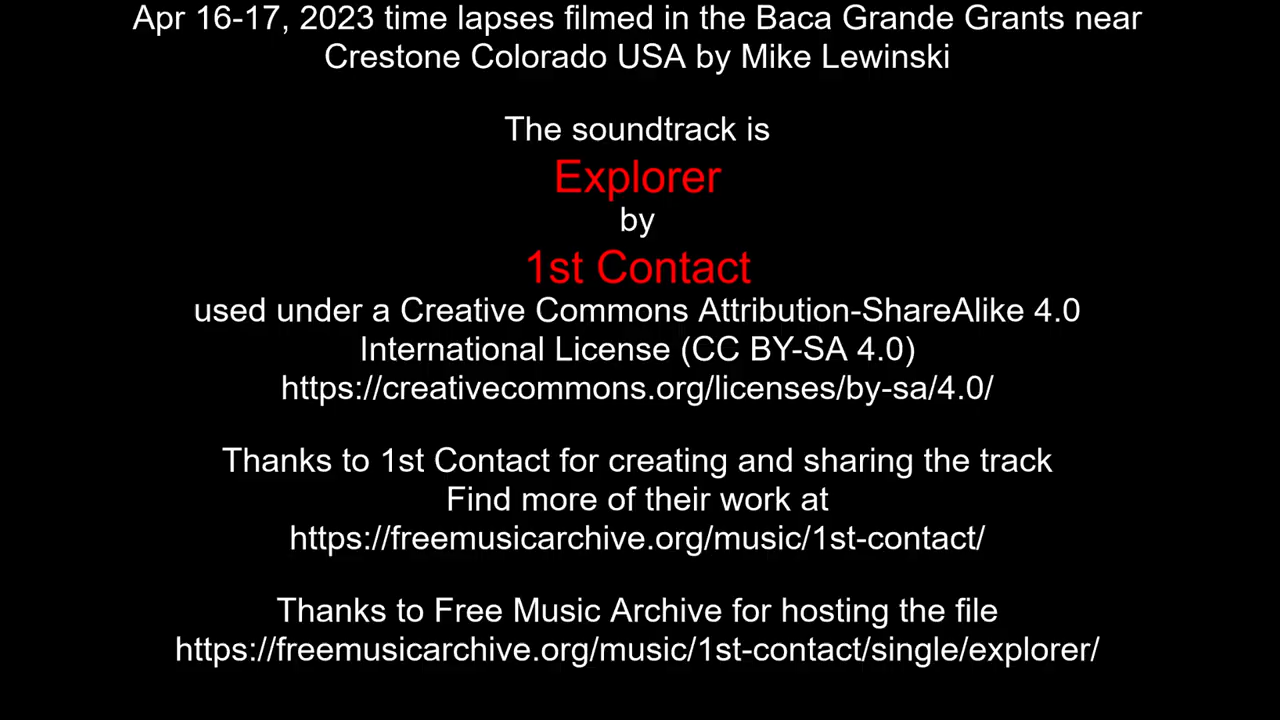 Apr 16-17, 2023 time lapses filmed in the Baca Grande Grants near
Crestone Colorado USA by Mike Lewinski
The soundtrack is
Explorer
by
1st Contact
used under a Creative Commons Attribution-ShareAlike 4.0
International License (CC BY-SA 4.0)
https://creativecommons.org/licenses/by-sa/4.0/
Thanks to 1st Contact for creating and sharing the track
Find more of their work at
https://freemusicarchive.org/music/1st-contact/
Thanks to Free Music Archive for hosting the file
https://freemusicarchive.org/music/1st-contact/single/explorer/